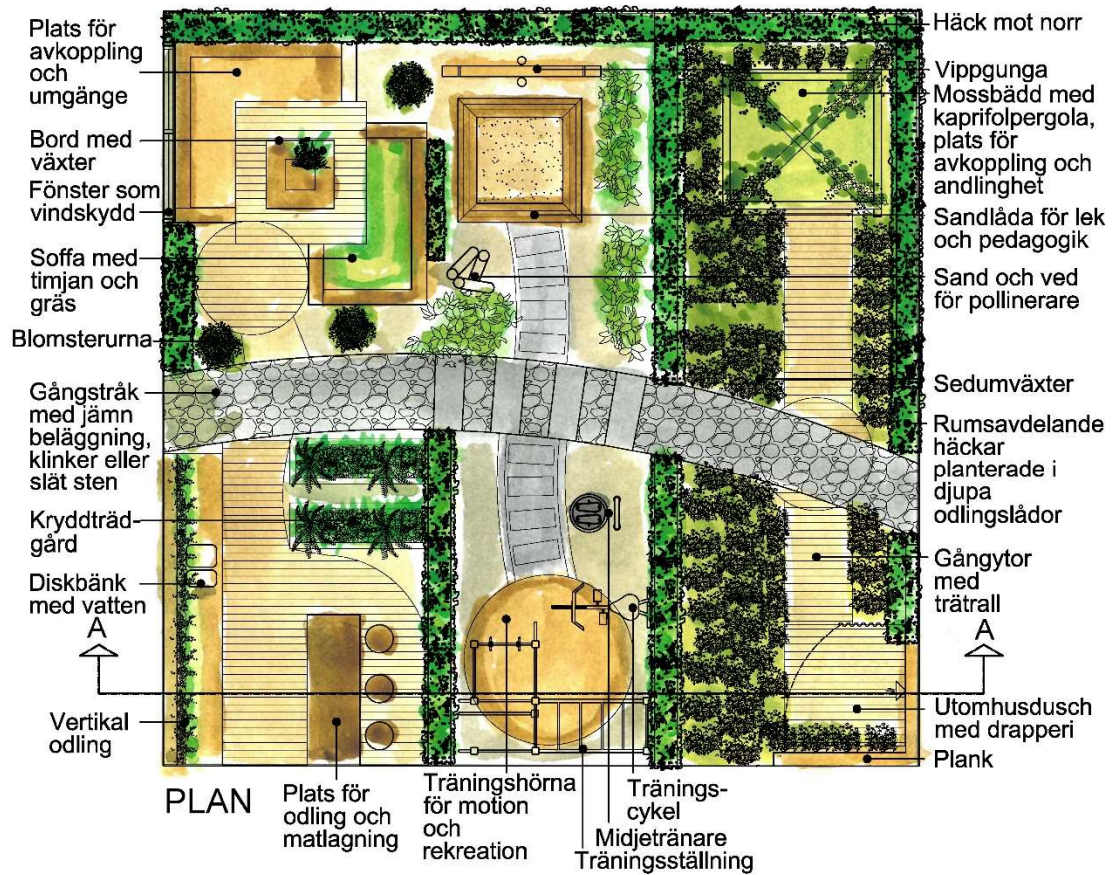 Plats för
avkoppling
och
umgänge
Bord med
växter
Fönster som
vindskydd
Soffa med
timjan och
gräs
Blomsterurna
Gångstråk
med jämn
beläggning,
klinker eller
slät sten
Kryddträd-
gård
Diskbänk
med vatten
A
Vertikal
odling
PLAN
Plats för
odling och
matlagning
Träningshörna
för motion
och
rekreation
Tränings-
cykel
Midjetränare
Träningsställning
Häck mot norr
Vippgunga
Mossbädd med
kaprifolpergola,
plats för
avkoppling och
andlinghet
Sandlåda för lek
och pedagogik
Sand och ved
för pollinerare
Sedumväxter
Rumsavdelande
häckar
planterade i
djupa
odlingslådor
Gångytor
med
trätrall
A
Utomhusdusch
med draperi
Plank